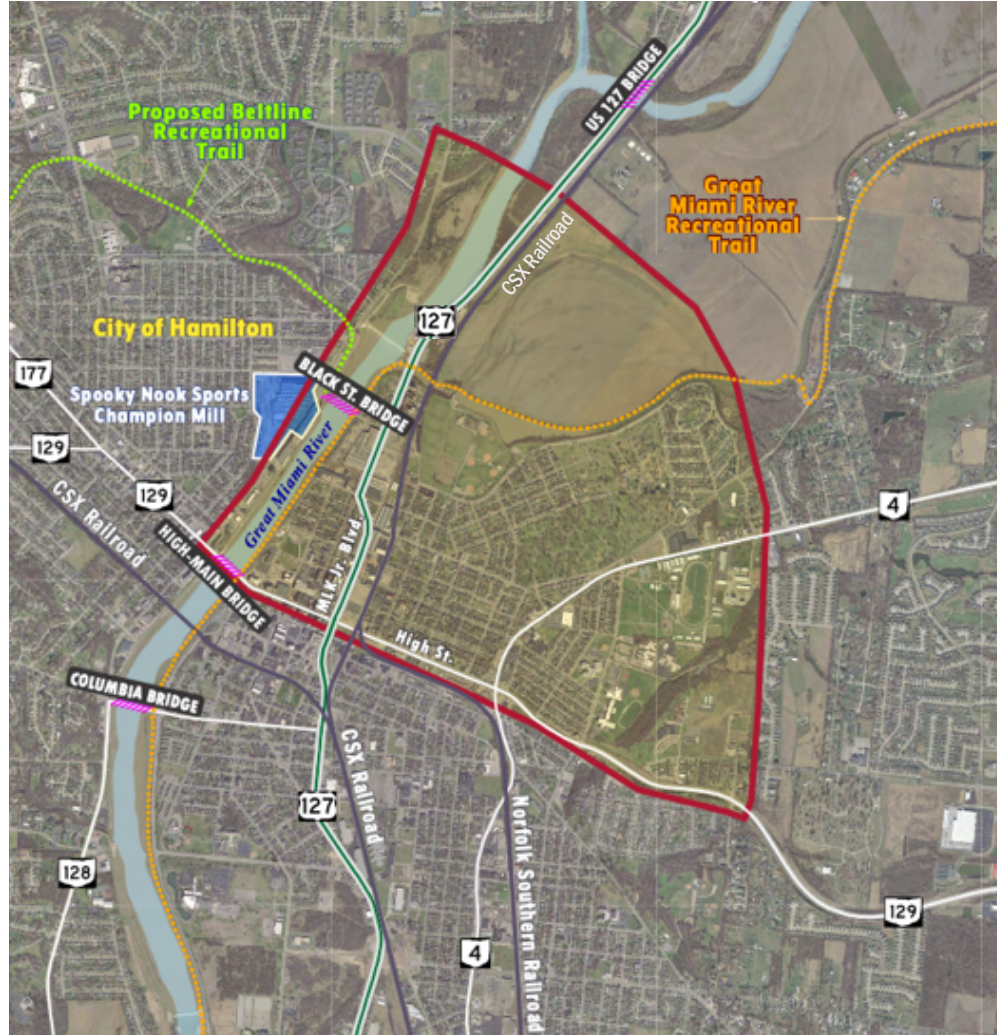 US 127 BRIDGE
Proposed Beltline
Recreational
Trail
Great
Miami River
Recreational
Trail
CSX Railroad
127
City of Hamilton
177
BLACK ST. BRIDGE
Spooky Nook Sports
Champion Mill
129
Great Miami River
129
4
CSX Railroad
HIGH-MAIN BRIDGE
MLK Jr. Blvd
High St.
COLUMBIA BRIDGE
CSX Railroad
127
Norfolk Southern Railroad
128
129
4